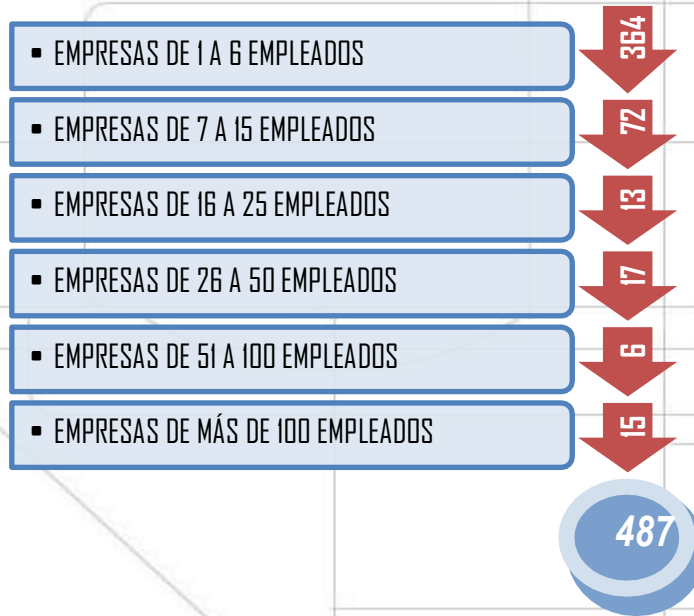 ▪ EMPRESAS DE 1 A 6 EMPLEADOS
364
▪ EMPRESAS DE 7 A 15 EMPLEADOS
72
▪ EMPRESAS DE 16 A 25 EMPLEADOS
13
▪ EMPRESAS DE 26 A 50 EMPLEADOS
17
▪ EMPRESAS DE 51 A 100 EMPLEADOS
6
▪ EMPRESAS DE MÁS DE 100 EMPLEADOS
15
487